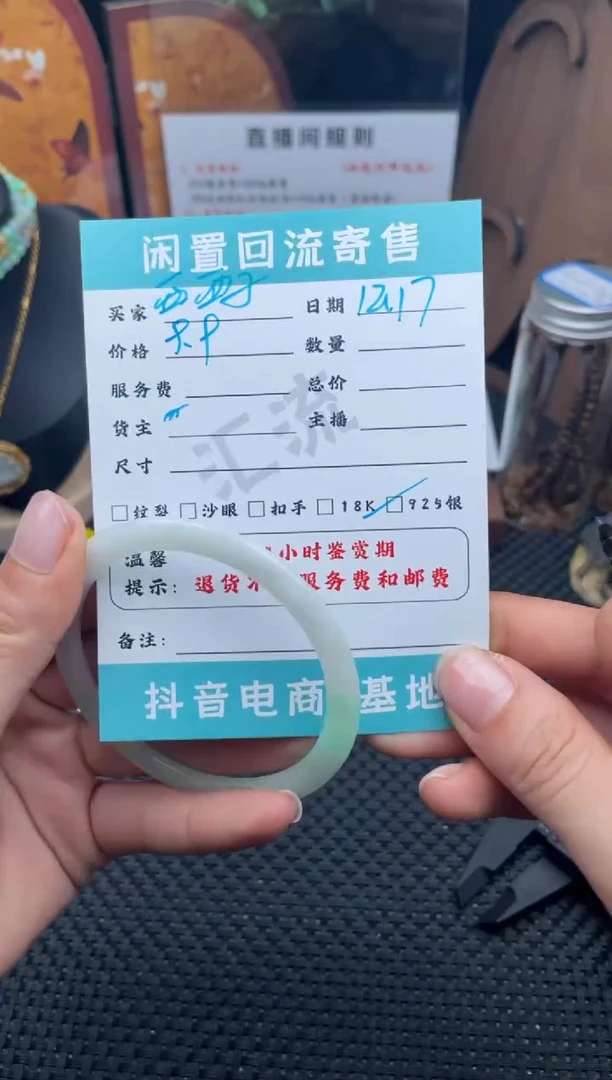 直播间规则
闲置回流寄售
买家 日期 12.17
价格 数量
服务费 总价
货主 主播
尺寸
汇流
纹裂 沙眼 扣手 18K 925银
温馨 小时鉴赏期
提示: 退货 服务费和邮费
备注:
抖音电商 基地